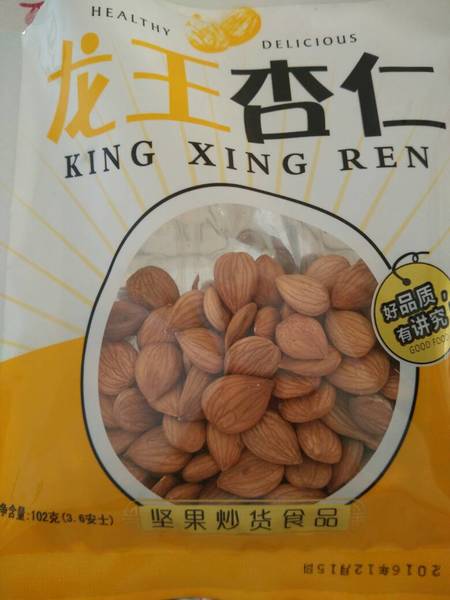 HEALTHY
DELICIOUS
龙王杏仁
KING XING REN
好品质
有讲究
GOOD FOOD
净含量:102克(3.6安士)
坚果炒货食品
2016年12月15日